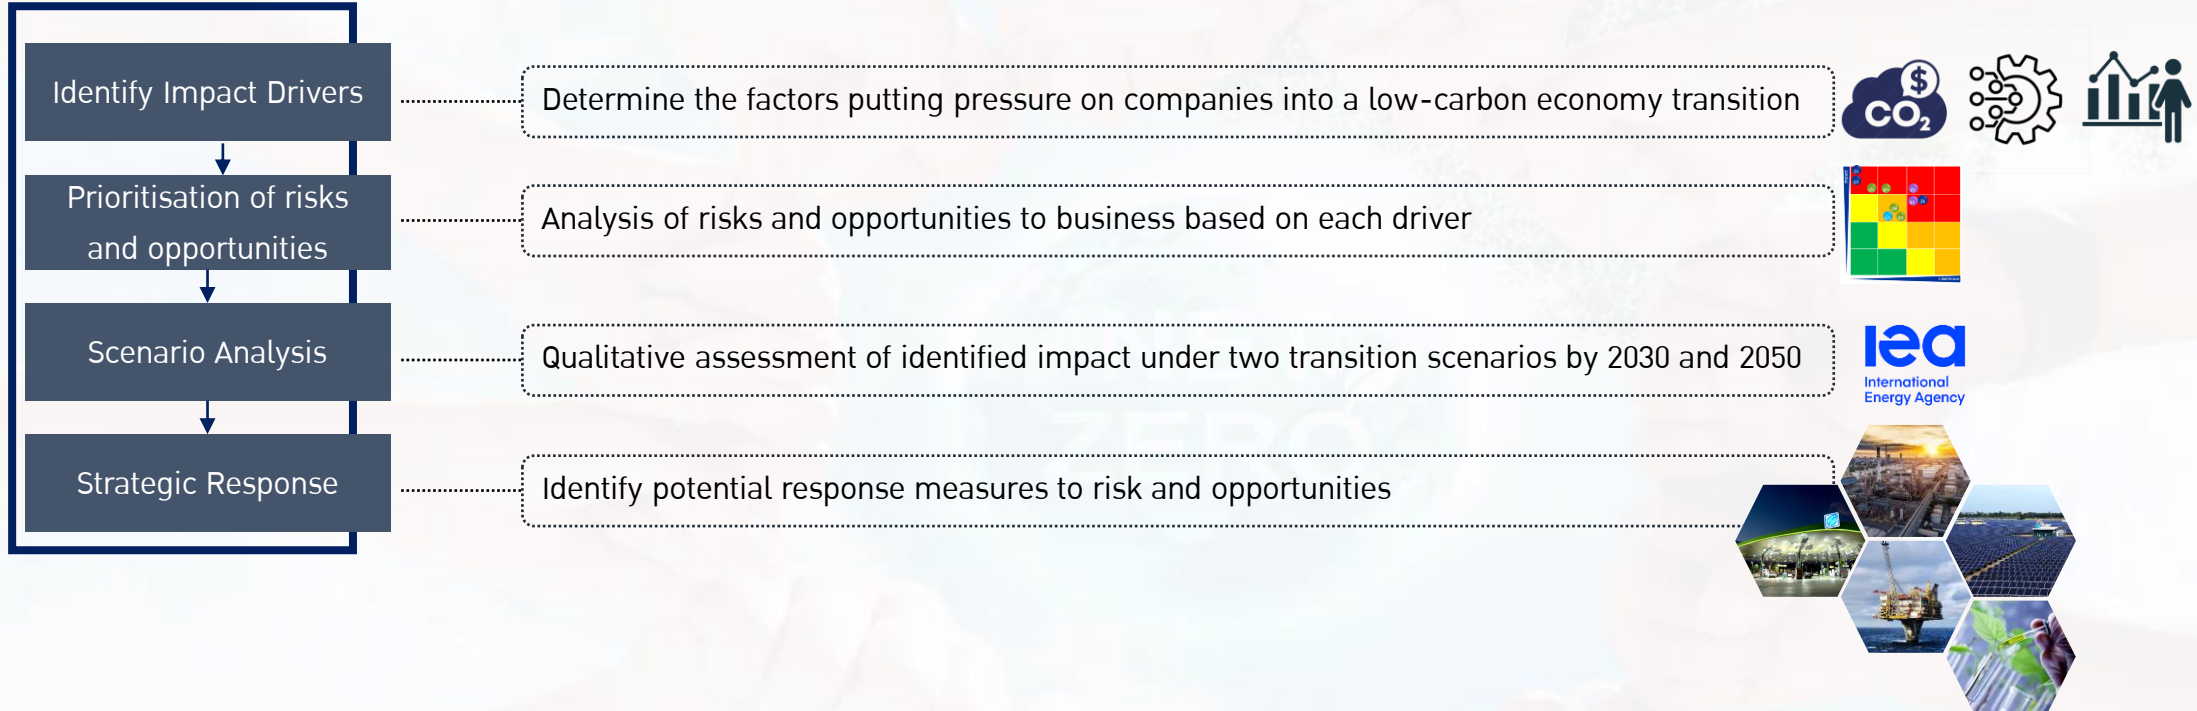 Identify Impact Drivers
Determine the factors putting pressure on companies into a low-carbon economy transition
$
CO2
Prioritisation of risks
and opportunities
Analysis of risks and opportunities to business based on each driver
Scenario Analysis
Qualitative assessment of identified impact under two transition scenarios by 2030 and 2050
iea
International
Energy Agency
NET
ZERO
Strategic Response
Identify potential response measures to risk and opportunities